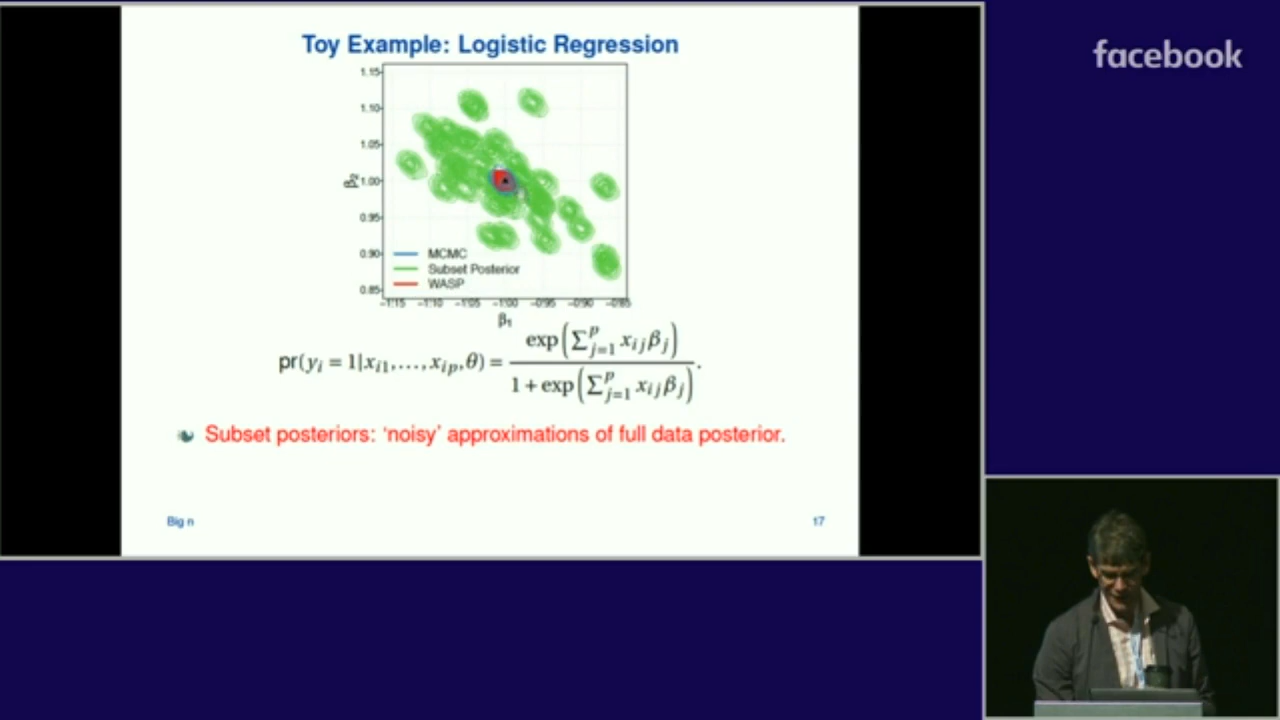 Toy Example: Logistic Regression
facebook
1.15
1.10
1.05
1.00
0.95
0.90
0.85
β₂
MCMC
Subset Posterior
WASP
−1.15 −1.10 −1.05 −1.00 −0.95 −0.90 −0.85
β₁
pr(yᵢ = 1|xᵢ₁,…,xᵢₚ,θ) = exp(∑ᵖⱼ₌₁ xᵢⱼβⱼ) / 1 + exp(∑ᵖⱼ₌₁ xᵢⱼβⱼ).
Subset posteriors: ‘noisy’ approximations of full data posterior.
Big n
17